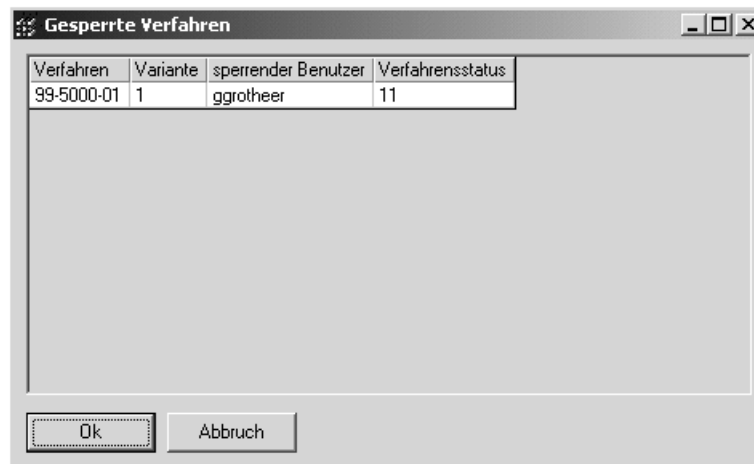 Gesperrte Verfahren
Verfahren Variante sperrender Benutzer Verfahrensstatus
99-5000-01 1 ggrotheer 11
Ok Abbruch